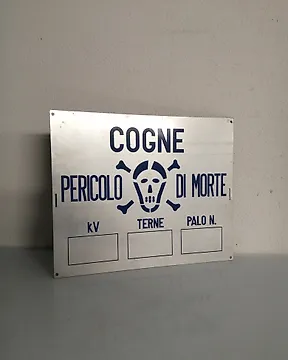 COGNE
PERICOLO DI MORTE
kV TERNE PALO N.